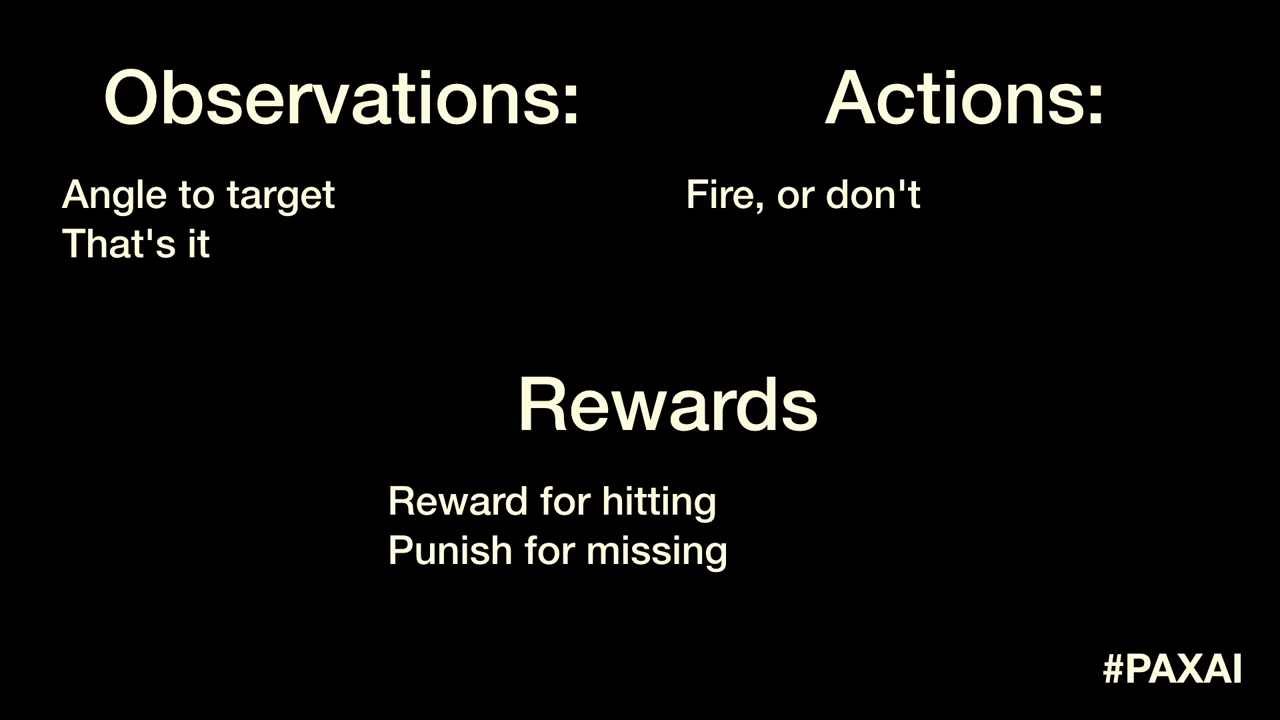 Observations:
Angle to target
That's it
Actions:
Fire, or don't
Rewards
Reward for hitting
Punish for missing
#PAXAI